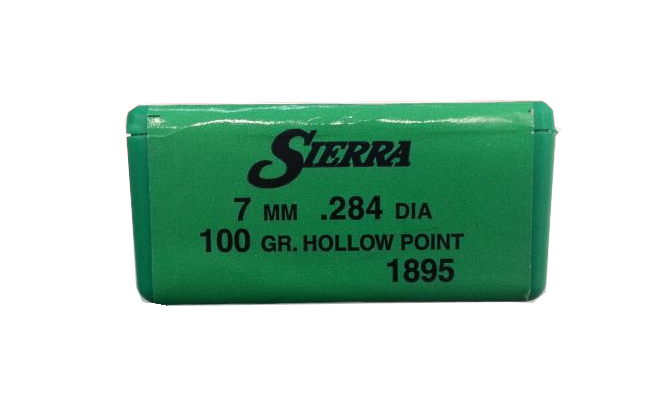 SIERRA
7 MM .284 DIA
100 GR. HOLLOW POINT
1895